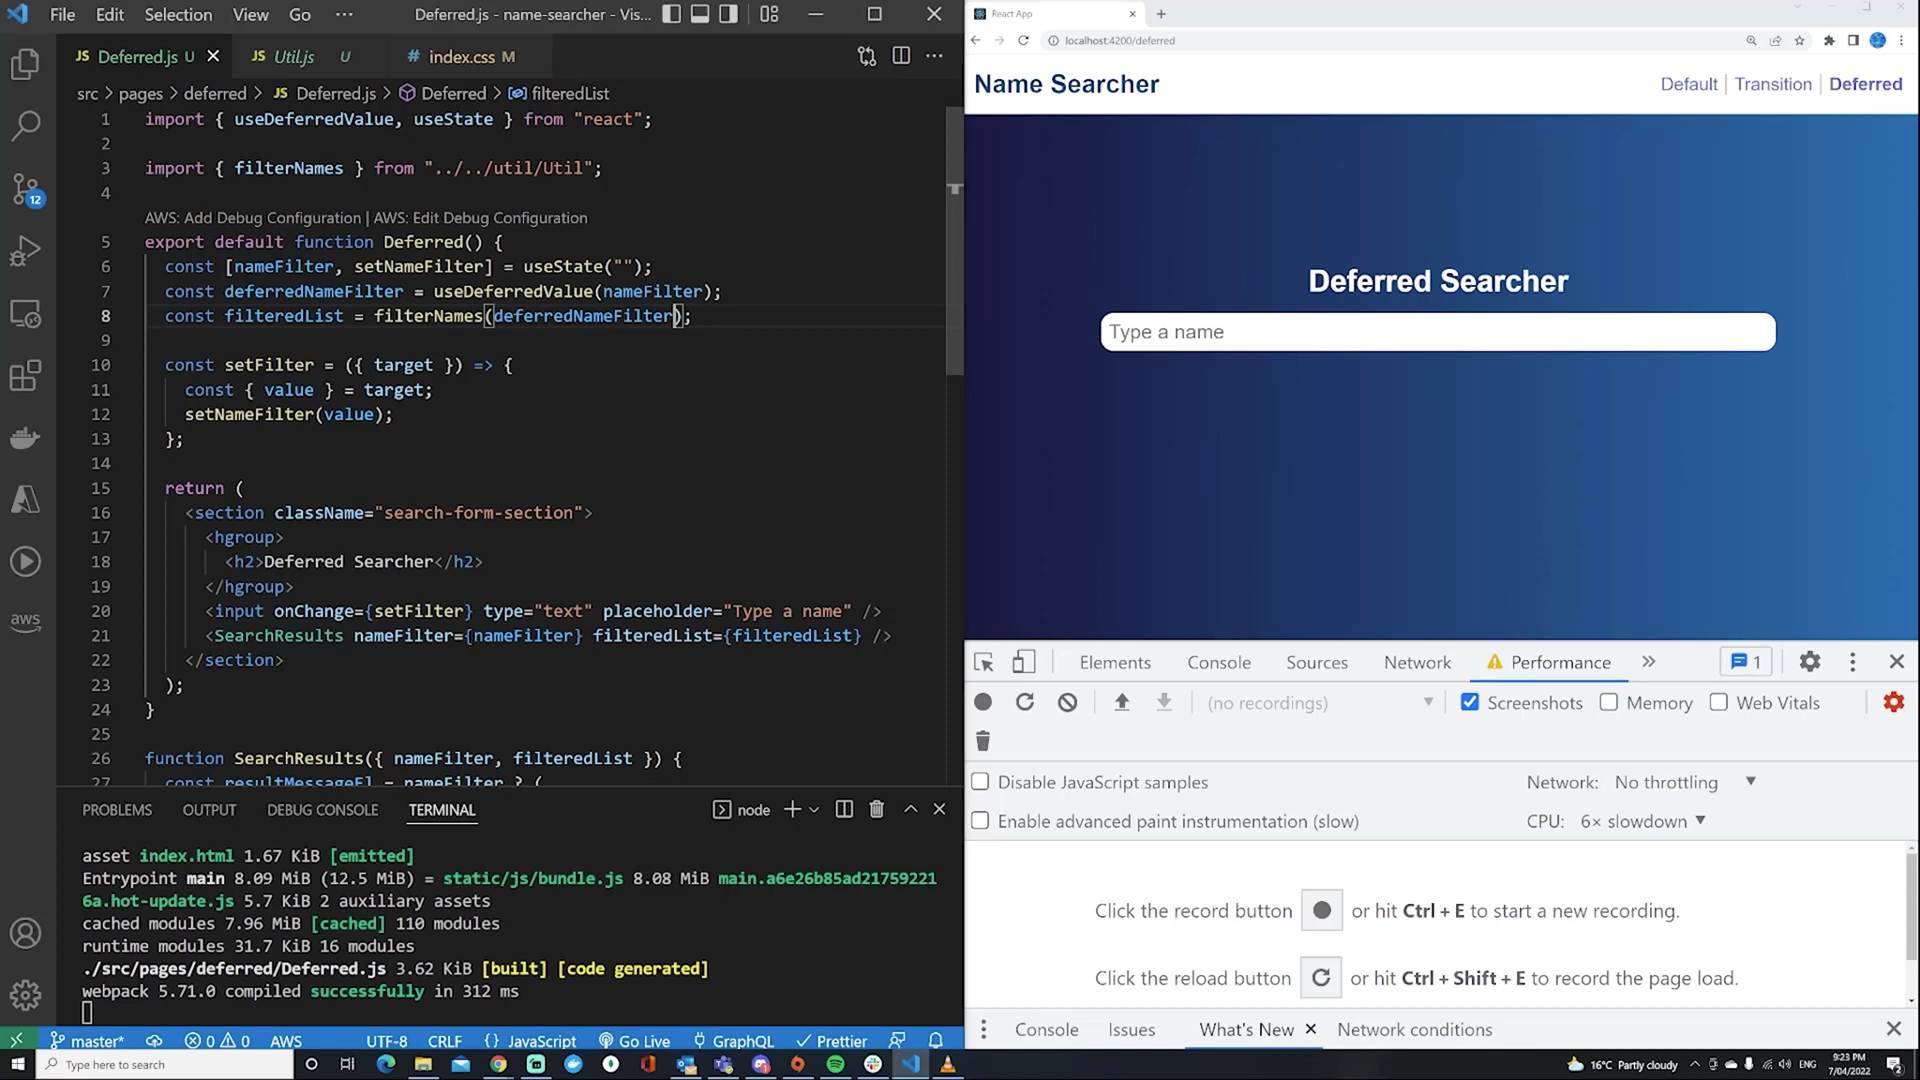 File Edit Selection View Go ··· Deferred.js - name-searcher - Vis...
JS Deferred.js U JS Util.js U # index.css M
src > pages > deferred > JS Deferred.js > Deferred > filteredList
1 import { useDeferredValue, useState } from "react";
2
3 import { filterNames } from "../../util/Util";
4
AWS: Add Debug Configuration | AWS: Edit Debug Configuration
5 export default function Deferred() {
6 const [nameFilter, setNameFilter] = useState("");
7 const deferredNameFilter = useDeferredValue(nameFilter);
8 const filteredList = filterNames(deferredNameFilter);
9
10 const setFilter = ({ target }) => {
11 const { value } = target;
12 setNameFilter(value);
13 };
14
15 return (
16 <section className="search-form-section">
17 <hgroup>
18 <h2>Deferred Searcher</h2>
19 </hgroup>
20 <input onChange={setFilter} type="text" placeholder="Type a name" />
21 <SearchResults nameFilter={nameFilter} filteredList={filteredList} />
22 </section>
23 );
24 }
25
26 function SearchResults({ nameFilter, filteredList }) {
27 const resultMessageEl = nameFilter ? (
12
aws
PROBLEMS OUTPUT DEBUG CONSOLE TERMINAL node
asset index.html 1.67 KiB [emitted]
Entrypoint main 8.09 MiB (12.5 MiB) = static/js/bundle.js 8.08 MiB main.a6e26b85ad21759221
6a.hot-update.js 5.7 KiB 2 auxiliary assets
cached modules 7.96 MiB [cached] 110 modules
runtime modules 31.7 KiB 16 modules
./src/pages/deferred/Deferred.js 3.62 KiB [built] [code generated]
webpack 5.71.0 compiled successfully in 312 ms
master* 0 0 AWS UTF-8 CRLF {} JavaScript Go Live GraphQL Prettier
React App
localhost:4200/deferred
Name Searcher Default | Transition | Deferred
Deferred Searcher
Type a name
Elements Console Sources Network Performance 1
(no recordings) Screenshots Memory Web Vitals
Disable JavaScript samples Network: No throttling
Enable advanced paint instrumentation (slow) CPU: 6× slowdown
Click the record button or hit Ctrl + E to start a new recording.
Click the reload button or hit Ctrl + Shift + E to record the page load.
Console Issues What's New Network conditions
Type here to search 16°C Partly cloudy ENG 9:23 PM
7/04/2022